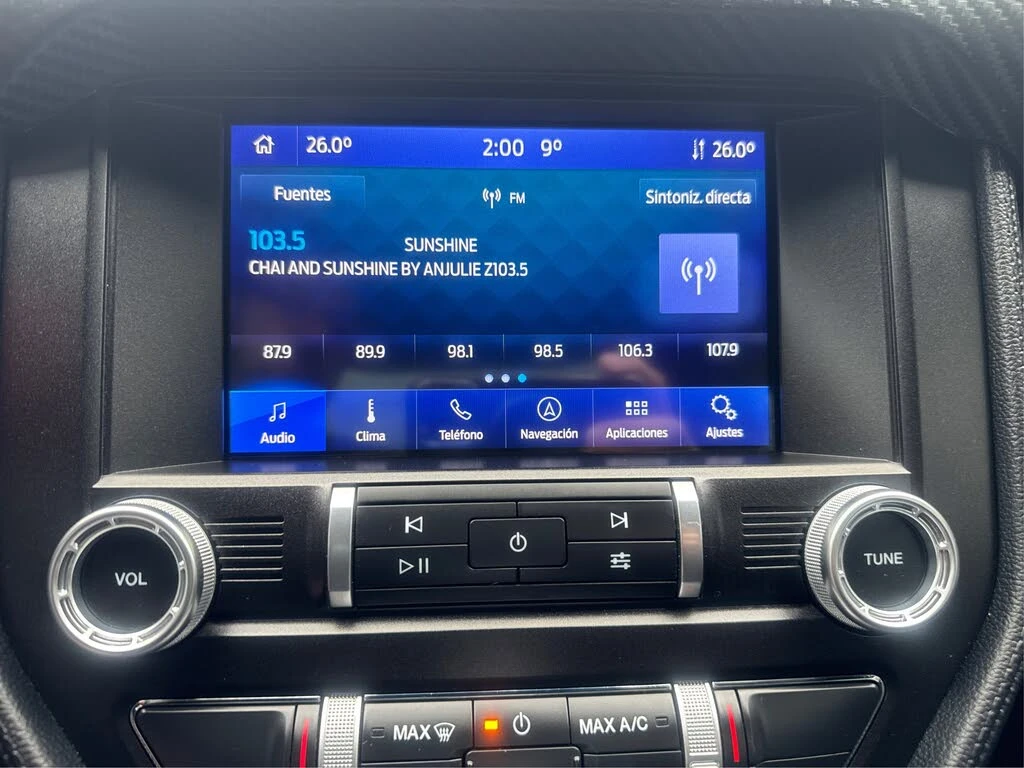 26.0º 2:00 9º 26.0º
Fuentes FM Sintoniz. directa
103.5 SUNSHINE
CHAI AND SUNSHINE BY ANJULIE Z103.5
87.9 89.9 98.1 98.5 106.3 107.9
Audio Clima Teléfono Navegación Aplicaciones Ajustes
VOL TUNE
MAX MAX A/C